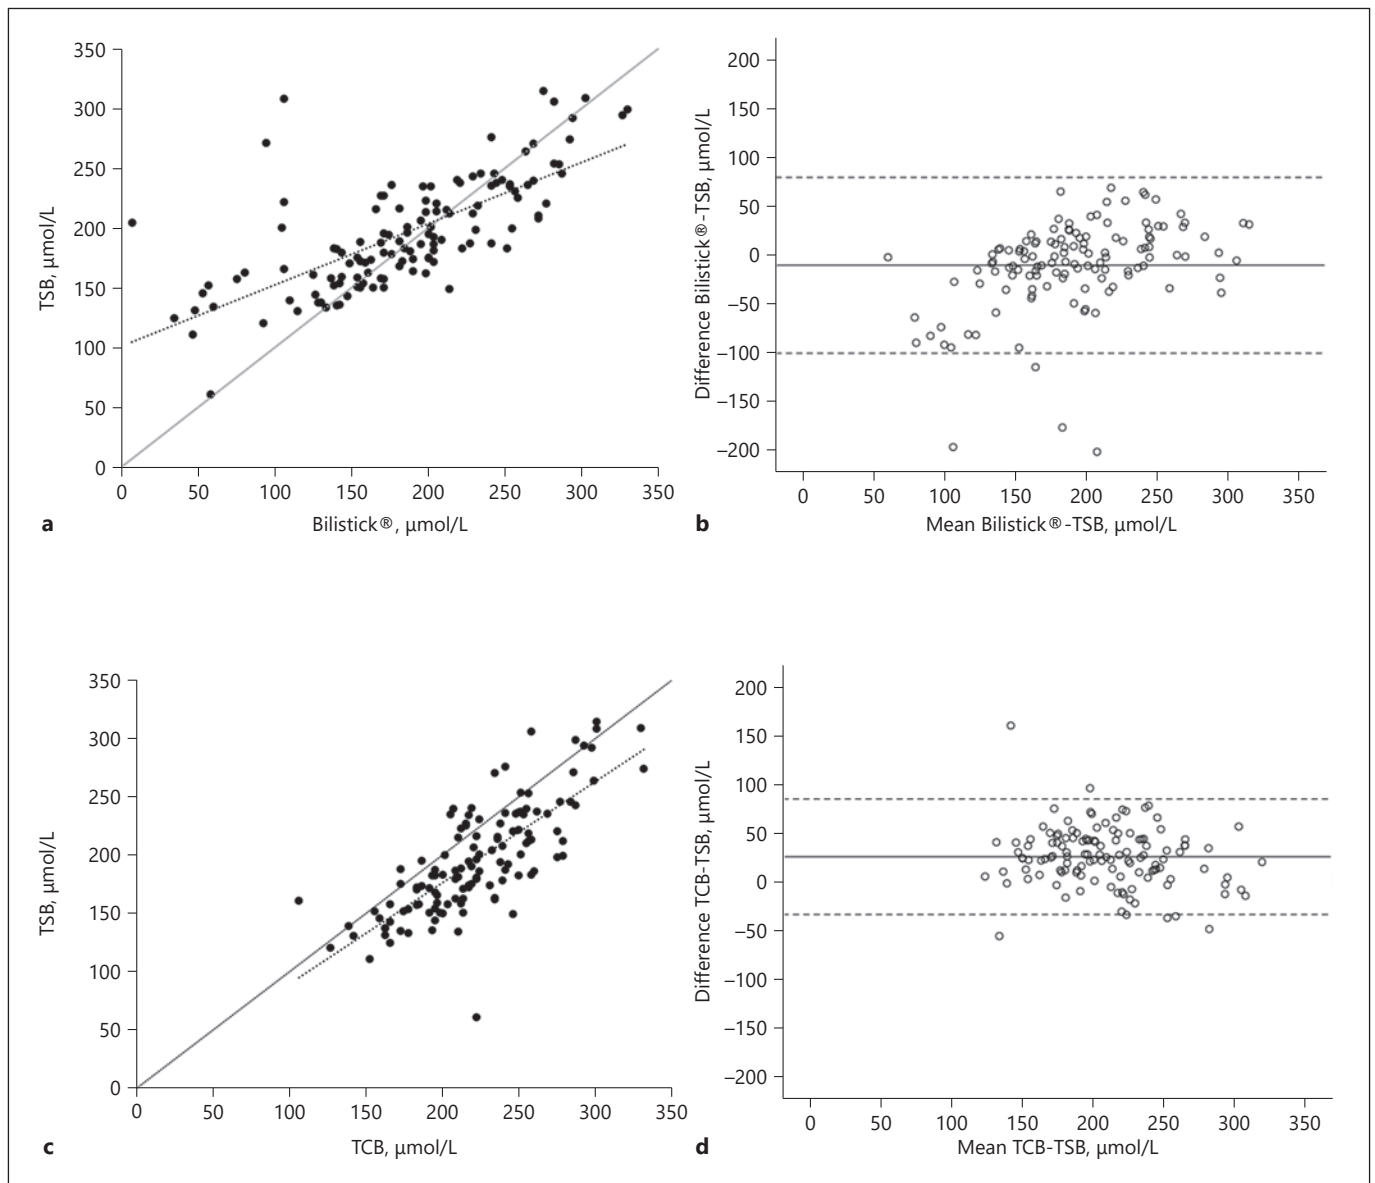 350
300
250
200
150
100
50
0
TSB, µmol/L
0 50 100 150 200 250 300 350
Bilistick®, µmol/L
a
200
150
100
50
0
–50
–100
–150
–200
Difference Bilistick®-TSB, µmol/L
0 50 100 150 200 250 300 350
Mean Bilistick®-TSB, µmol/L
b
350
300
250
200
150
100
50
0
TSB, µmol/L
0 50 100 150 200 250 300 350
TCB, µmol/L
c
200
150
100
50
0
–50
–100
–150
–200
Difference TCB-TSB, µmol/L
0 50 100 150 200 250 300 350
Mean TCB-TSB, µmol/L
d